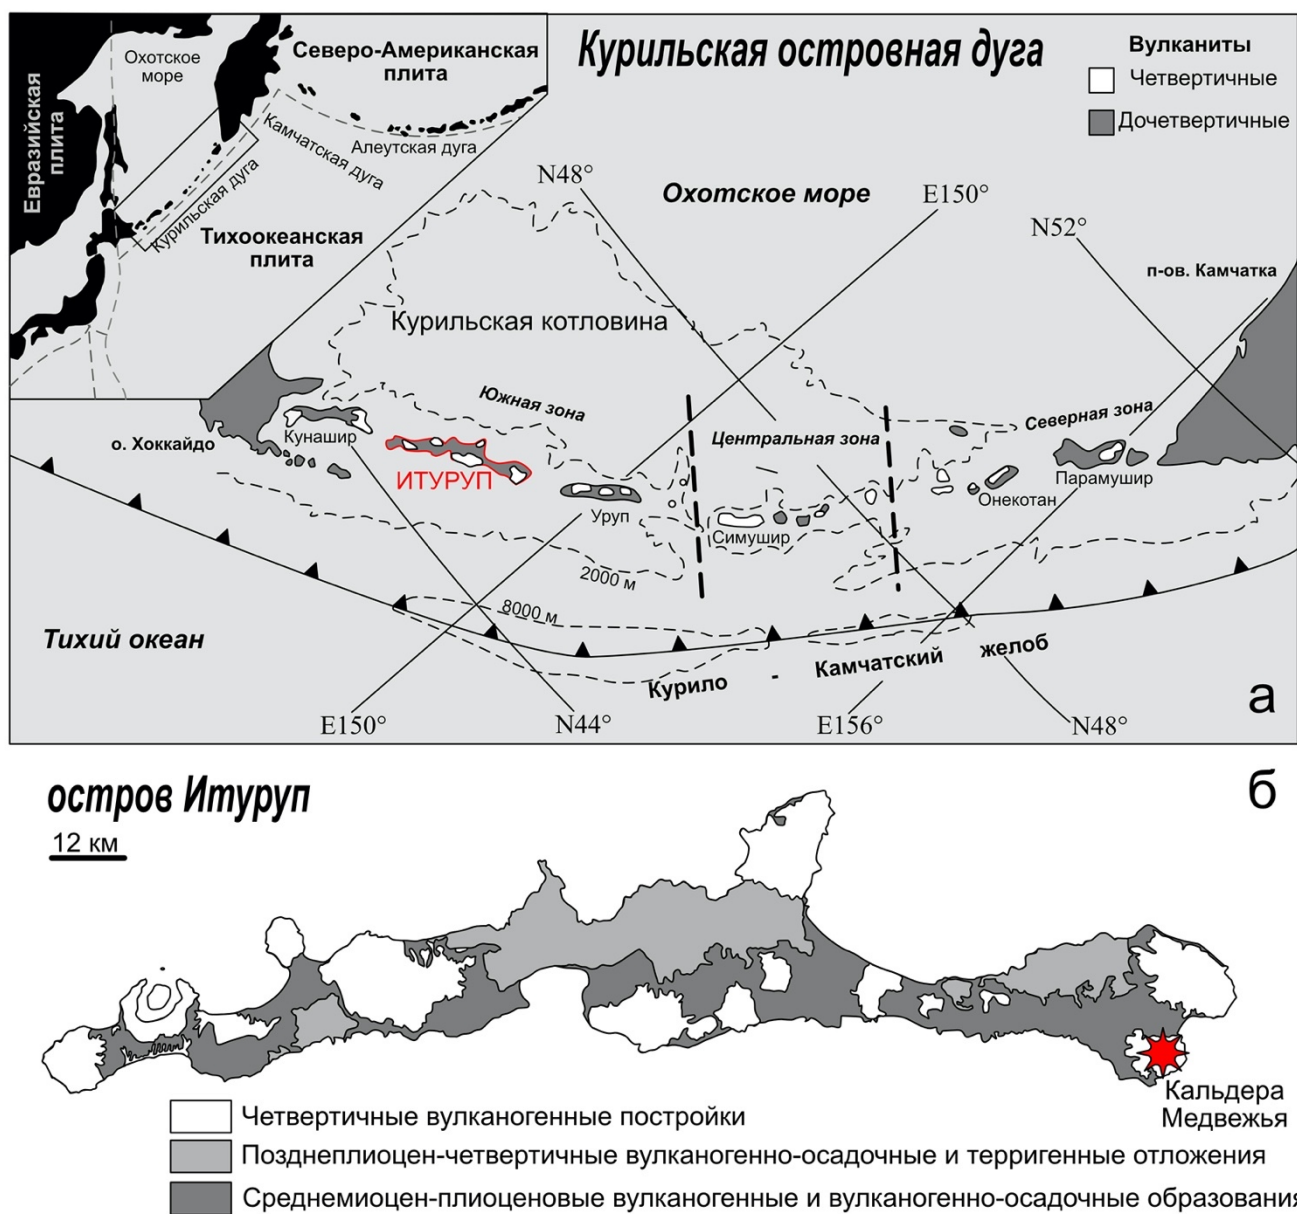 Курильская островная дуга
Вулканиты
Четвертичные
Дочетвертичные
Северо-Американская
плита
Охотское
море
Евразийская
плита
Камчатская дуга
Алеутская дуга
Курильская дуга
Тихоокеанская
плита
N48°
Охотское море
E150°
N52°
п-ов. Камчатка
Курильская котловина
Южная зона
Северная зона
Центральная зона
о. Хоккайдо
Кунашир
ИТУРУП
Уруп
Симушир
Онекотан
Парамушир
2000 м
8000 м
Тихий океан
Курило - Камчатский желоб
E150°
N44°
E156°
N48°
а
остров Итуруп
б
12 км
Кальдера
Медвежья
Четвертичные вулканогенные постройки
Позднеплиоцен-четвертичные вулканогенно-осадочные и терригенные отложения
Среднемиоцен-плиоценовые вулканогенные и вулканогенно-осадочные образования